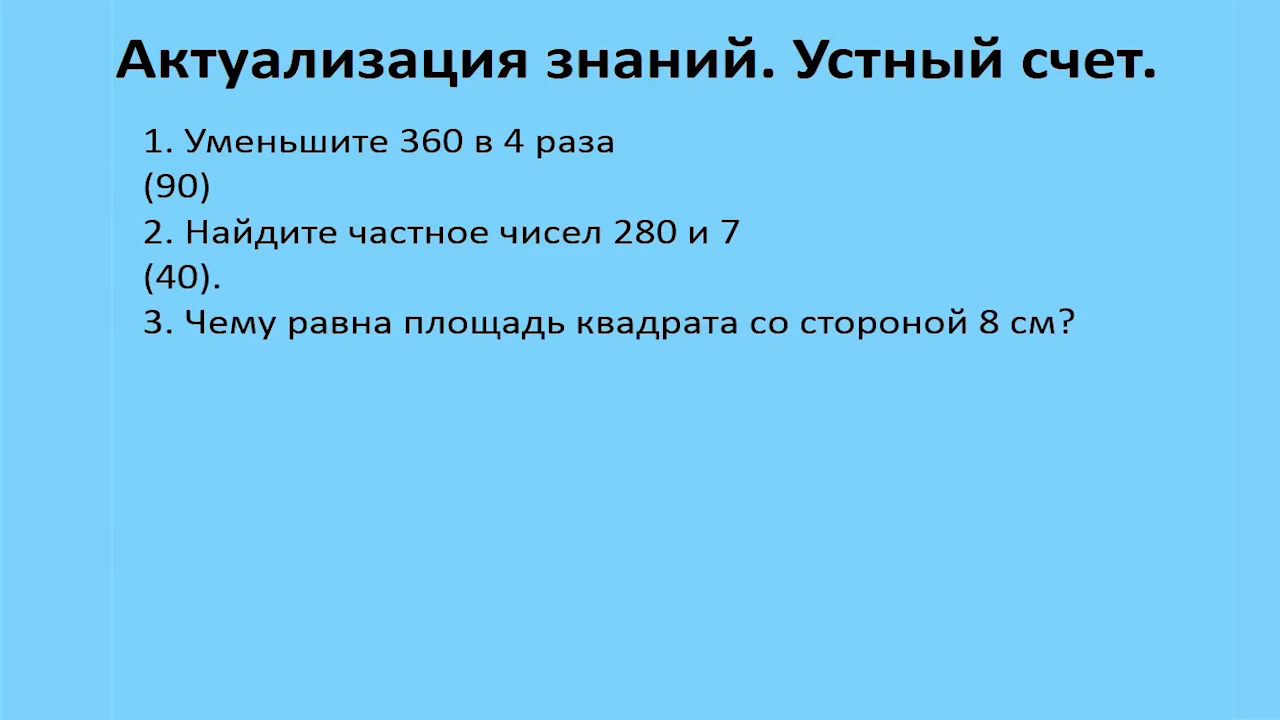 Актуализация знаний. Устный счет.
1. Уменьшите 360 в 4 раза
(90)
2. Найдите частное чисел 280 и 7
(40).
3. Чему равна площадь квадрата со стороной 8 см?